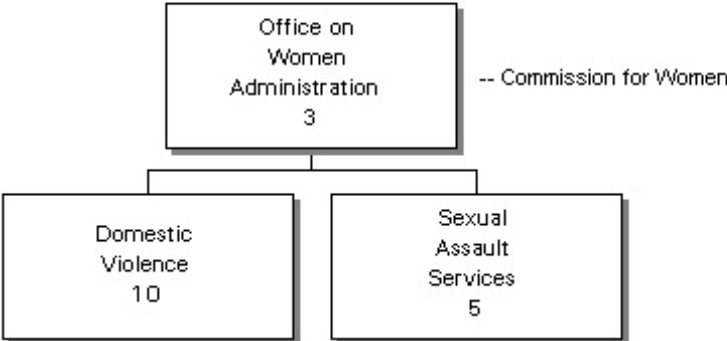 Office on
Women
Administration
3
-- Commission for Women
Domestic
Violence
10
Sexual
Assault
Services
5